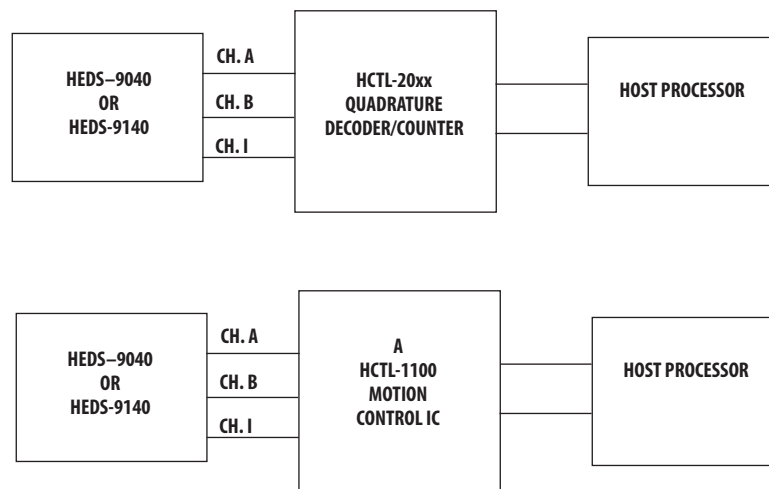 HEDS–9040
OR
HEDS-9140
CH. A
CH. B
CH. I
HCTL-20xx
QUADRATURE
DECODER/COUNTER
HOST PROCESSOR
HEDS–9040
OR
HEDS-9140
CH. A
CH. B
CH. I
A
HCTL-1100
MOTION
CONTROL IC
HOST PROCESSOR